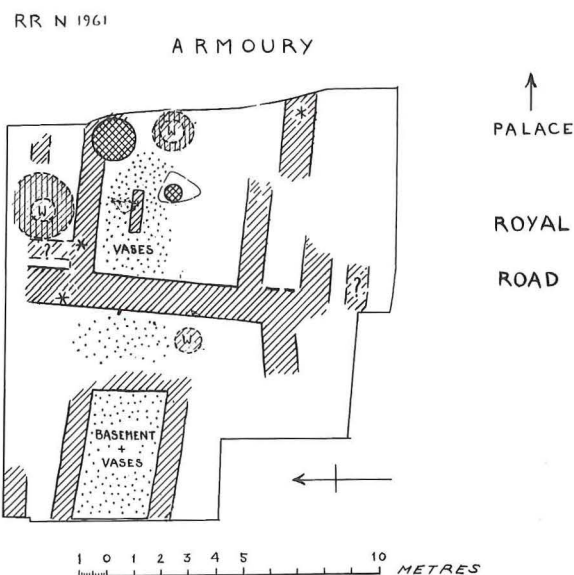 RR N 1961
ARMOURY
PALACE
ROYAL
ROAD
W
W
?
VASES
?
W
BASEMENT
+
VASES
1 0 1 2 3 4 5 10 METRES